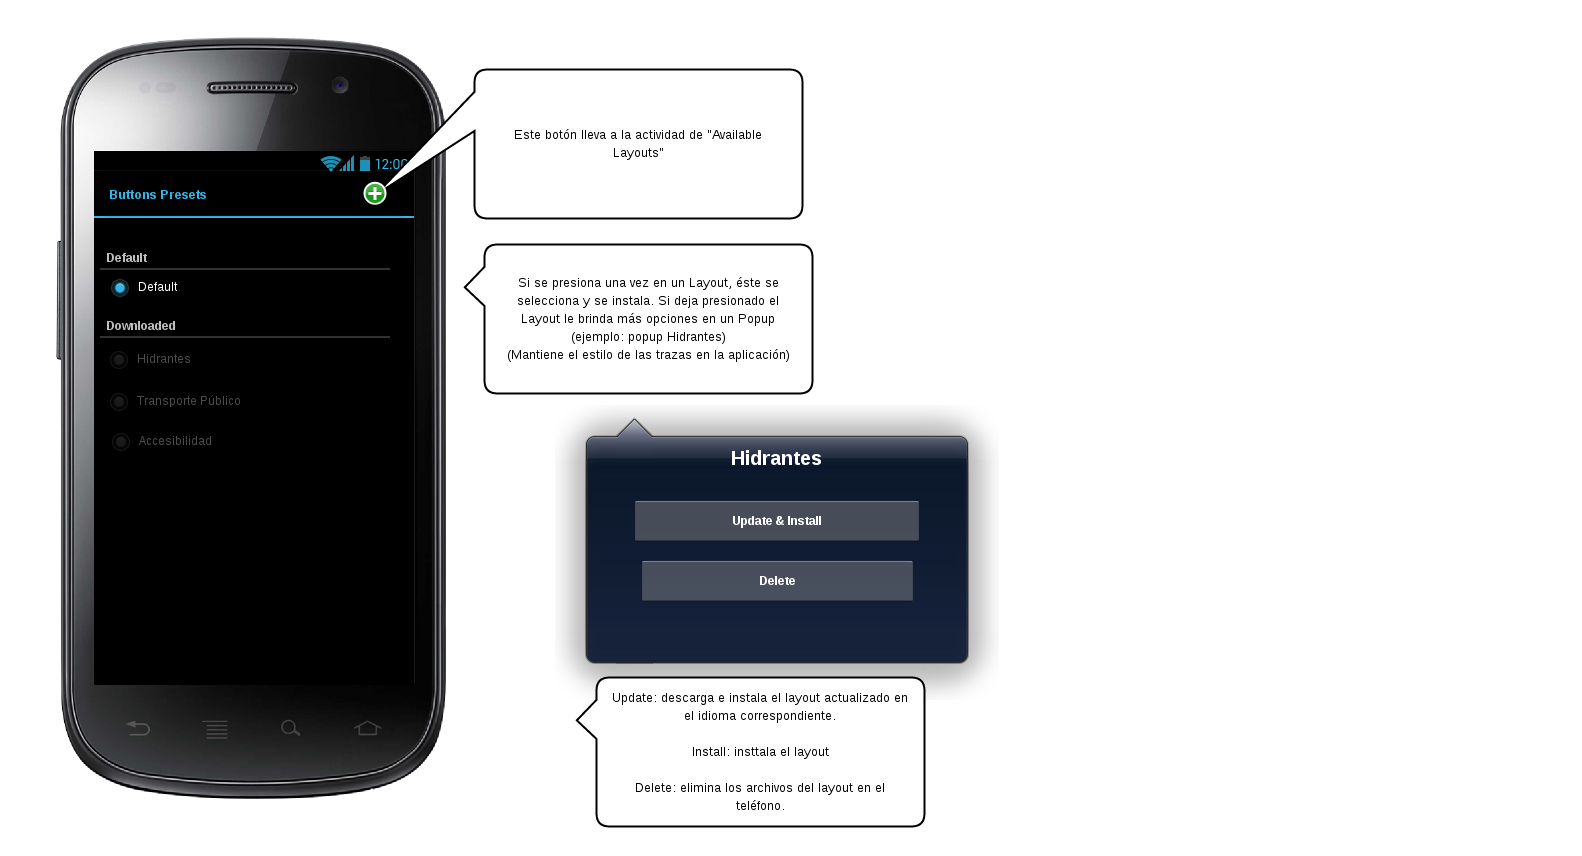 12:00
Buttons Presets
Default
Default
Downloaded
Hidrantes
Transporte Público
Accesibilidad
Este botón lleva a la actividad de "Available
Layouts"
Si se presiona una vez en un Layout, éste se
selecciona y se instala. Si deja presionado el
Layout le brinda más opciones en un Popup
(ejemplo: popup Hidrantes)
(Mantiene el estilo de las trazas en la aplicación)
Hidrantes
Update & Install
Delete
Update: descarga e instala el layout actualizado en
el idioma correspondiente.
Install: insttala el layout
Delete: elimina los archivos del layout en el
teléfono.